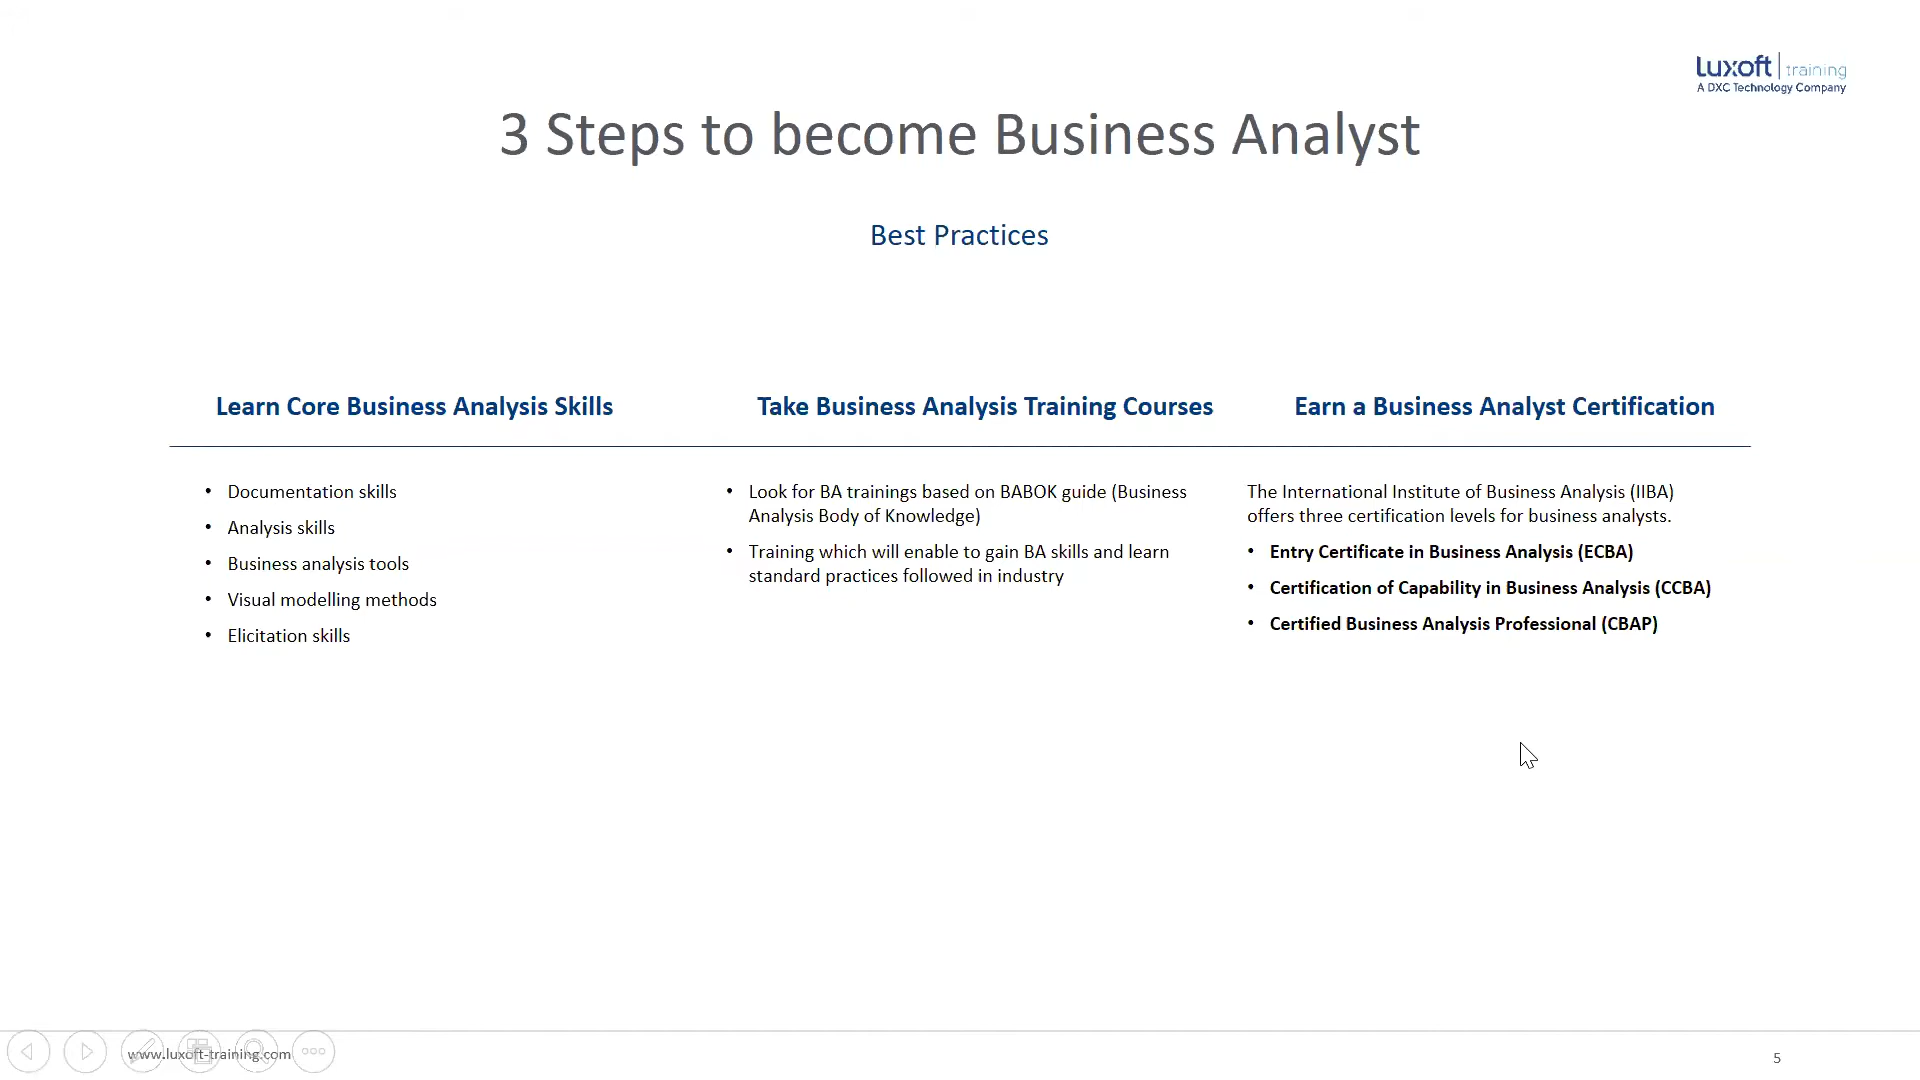 luxoft training
A DXC Technology Company
3 Steps to become Business Analyst
Best Practices
Learn Core Business Analysis Skills
• Documentation skills
• Analysis skills
• Business analysis tools
• Visual modelling methods
• Elicitation skills
Take Business Analysis Training Courses
• Look for BA trainings based on BABOK guide (Business
Analysis Body of Knowledge)
• Training which will enable to gain BA skills and learn
standard practices followed in industry
Earn a Business Analyst Certification
The International Institute of Business Analysis (IIBA)
offers three certification levels for business analysts.
• Entry Certificate in Business Analysis (ECBA)
• Certification of Capability in Business Analysis (CCBA)
• Certified Business Analysis Professional (CBAP)
www.luxoft-training.com
5